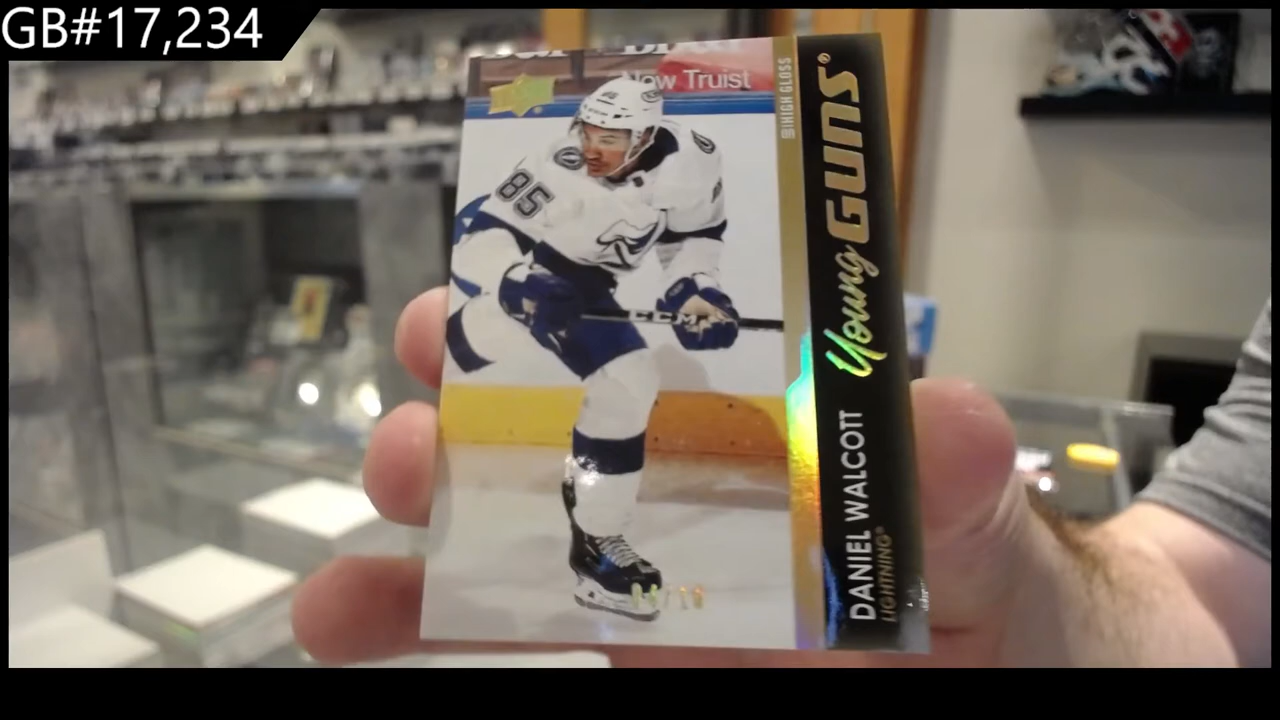 GB#17,234
Now Truist
HIGH GLOSS
Young GUNS®
85
CCM
DANIEL WALCOTT
LIGHTNING®